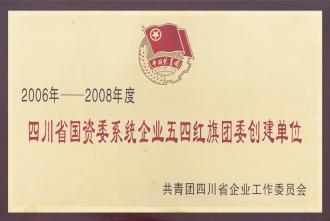 中国共青团
2006年——2008年度
四川省国资委系统企业五四红旗团委创建单位
共青团四川省企业工作委员会